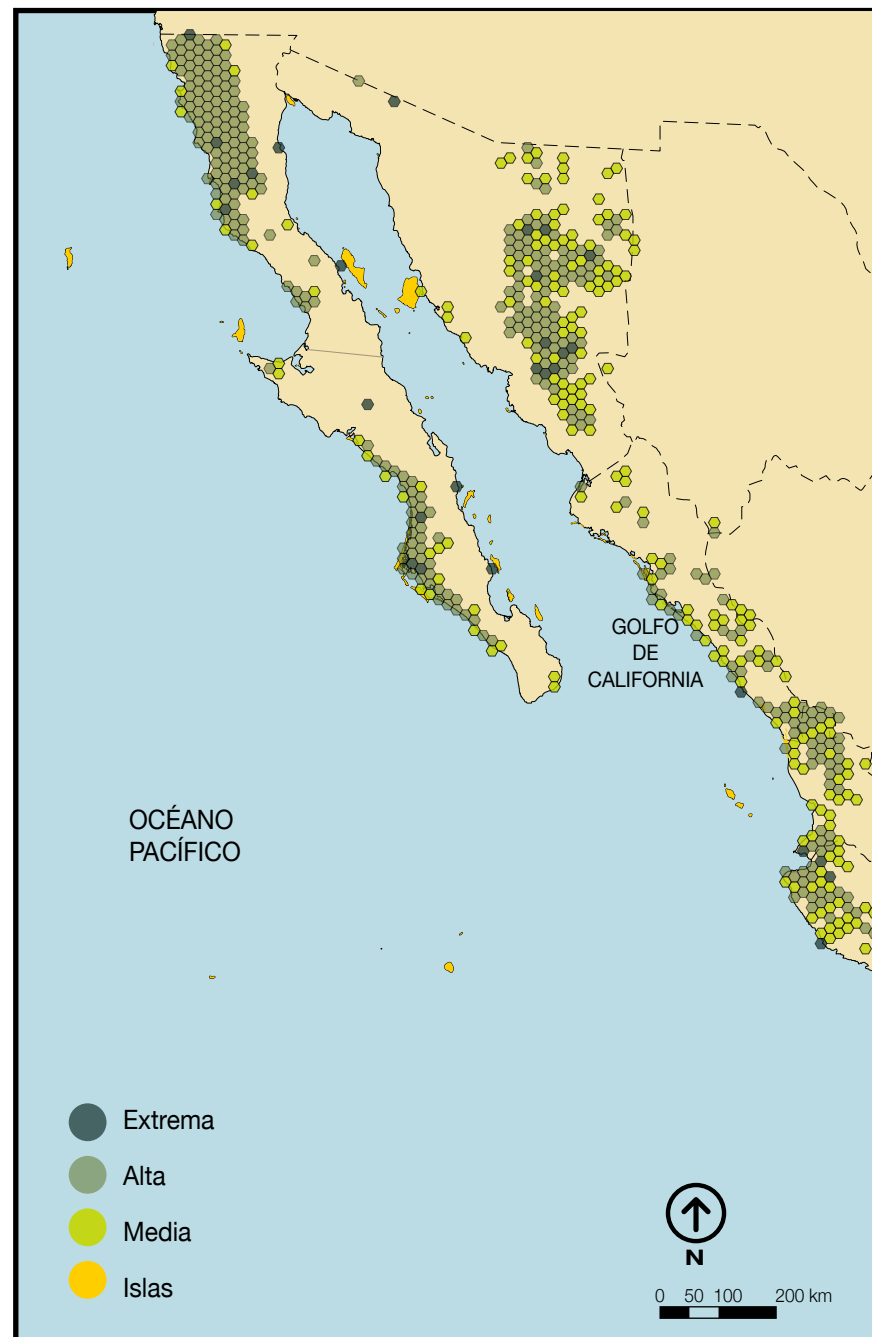 GOLFO
DE
CALIFORNIA
OCÉANO
PACÍFICO
Extrema
Alta
Media
Islas
N
0 50 100 200 km